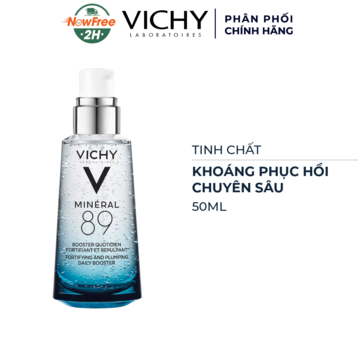 NowFree
2H
VICHY
LABORATOIRES
PHÂN PHỐI
CHÍNH HÃNG
VICHY
MINÉRAL
89
BOOSTER QUOTIDIEN
FORTIFIANT ET REPULPANT
FORTIFYING AND PLUMPING
DAILY BOOSTER
TINH CHẤT
KHOÁNG PHỤC HỒI
CHUYÊN SÂU
50ML